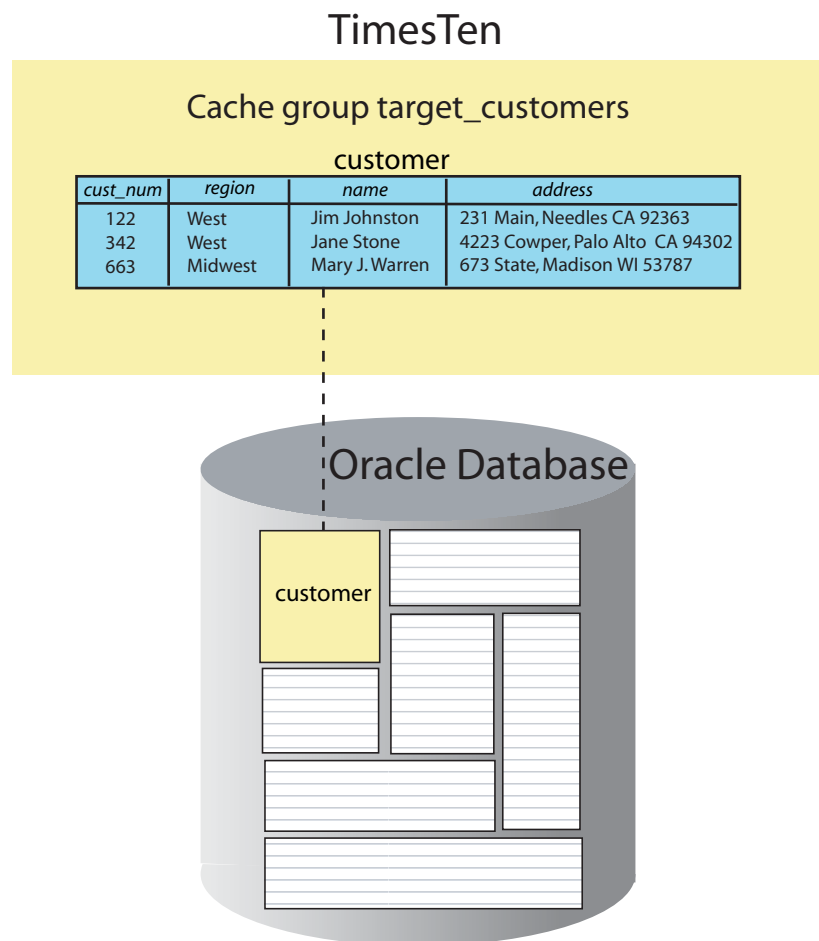 TimesTen
Cache group target_customers
customer
cust_num region name address
122 West Jim Johnston 231 Main, Needles CA 92363
342 West Jane Stone 4223 Cowper, Palo Alto CA 94302
663 Midwest Mary J. Warren 673 State, Madison WI 53787
Oracle Database
customer